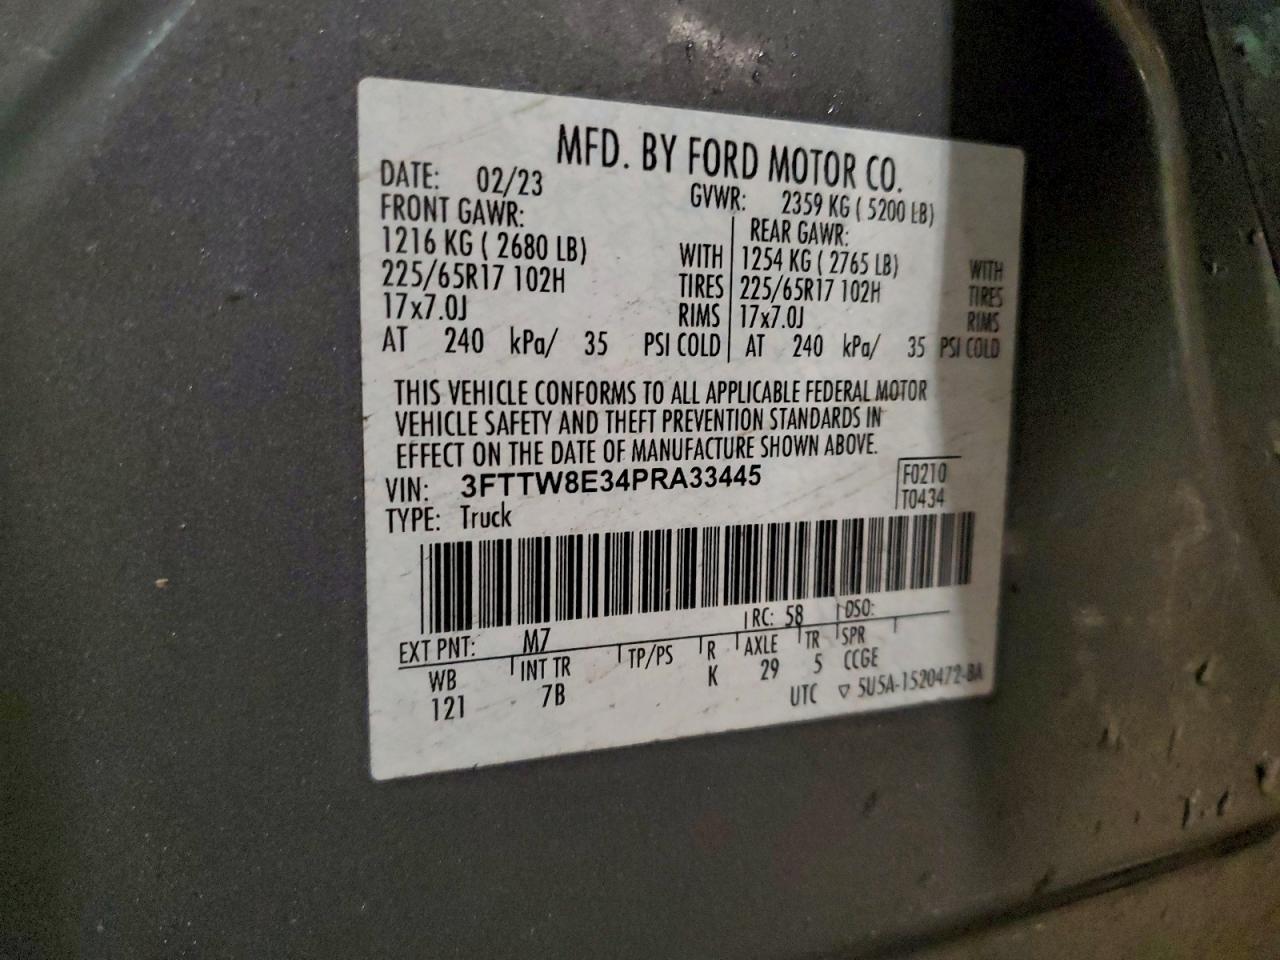 MFD. BY FORD MOTOR CO.
DATE: 02/23 GVWR: 2359 KG ( 5200 LB)
FRONT GAWR: REAR GAWR:
1216 KG ( 2680 LB) WITH 1254 KG ( 2765 LB) WITH
225/65R17 102H TIRES 225/65R17 102H TIRES
17x7.0J RIMS 17x7.0J RIMS
AT 240 kPa/ 35 PSI COLD AT 240 kPa/ 35 PSI COLD
THIS VEHICLE CONFORMS TO ALL APPLICABLE FEDERAL MOTOR
VEHICLE SAFETY AND THEFT PREVENTION STANDARDS IN
EFFECT ON THE DATE OF MANUFACTURE SHOWN ABOVE.
VIN: 3FTTW8E34PRA33445 F0210
TYPE: Truck T0434
EXT PNT: M7 RC: 58 DSO:
WB INT TR TP/PS R AXLE TR SPR
121 7B K 29 5 CCGE
UTC ▽ 5U5A-1520472-BA